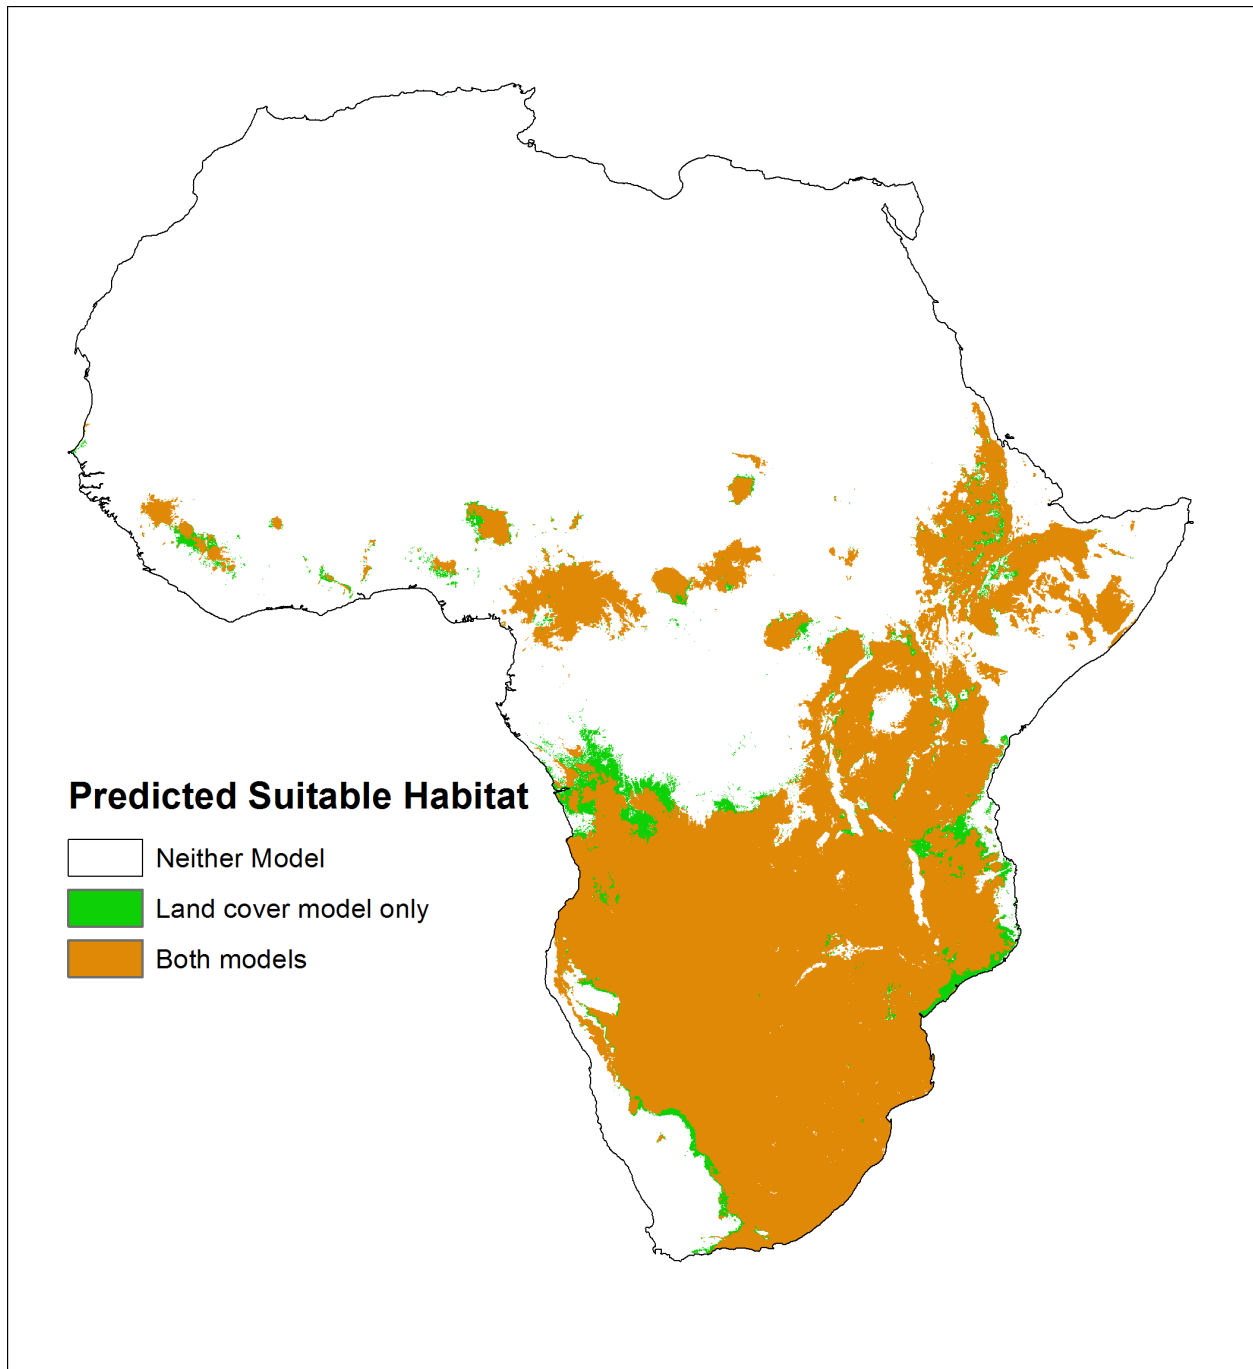 Predicted Suitable Habitat
Neither Model
Land cover model only
Both models